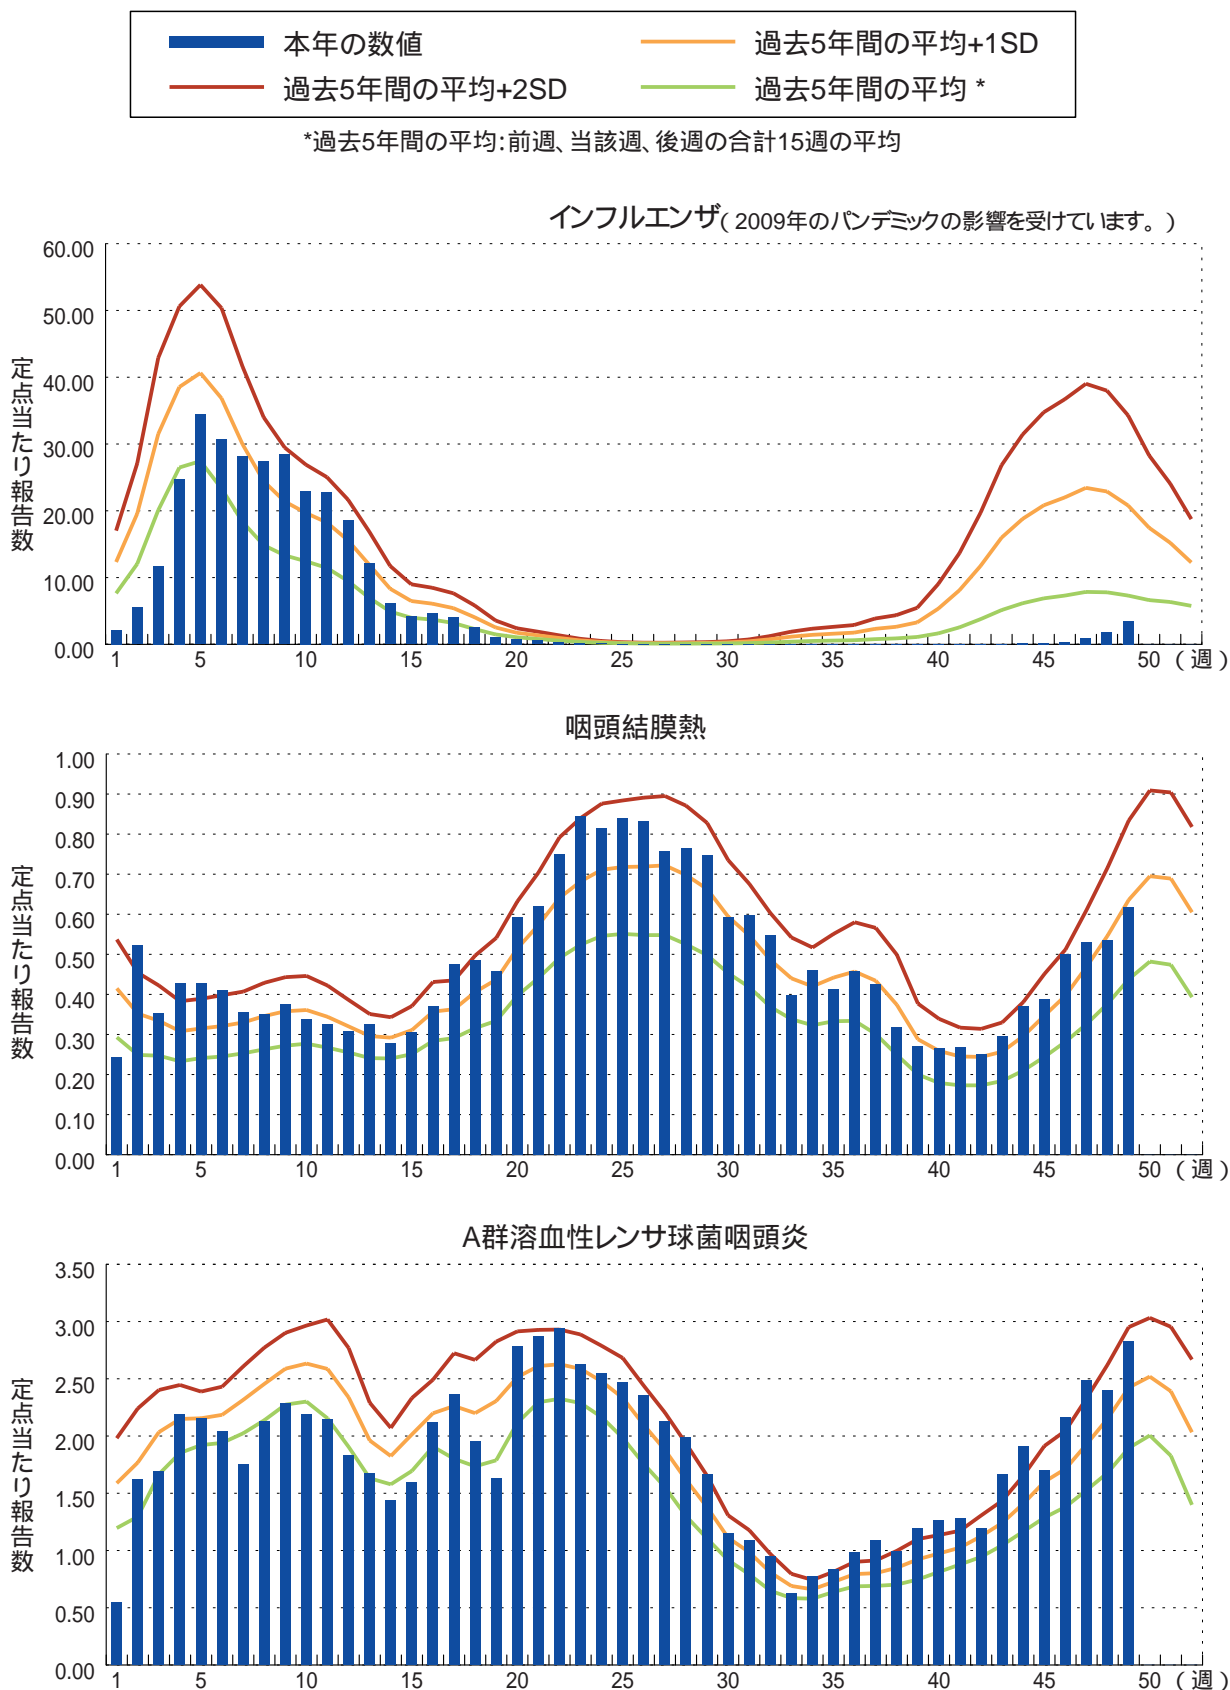 本年の数値
過去5年間の平均+1SD
過去5年間の平均+2SD
過去5年間の平均 *
*過去5年間の平均:前週、当該週、後週の合計15週の平均
インフルエンザ( 2009年のパンデミックの影響を受けています。 )
定点当たり報告数
60.00
50.00
40.00
30.00
20.00
10.00
0.00
1 5 10 15 20 25 30 35 40 45 50 (週)
咽頭結膜熱
定点当たり報告数
1.00
0.90
0.80
0.70
0.60
0.50
0.40
0.30
0.20
0.10
0.00
1 5 10 15 20 25 30 35 40 45 50 (週)
A群溶血性レンサ球菌咽頭炎
定点当たり報告数
3.50
3.00
2.50
2.00
1.50
1.00
0.50
0.00
1 5 10 15 20 25 30 35 40 45 50 (週)